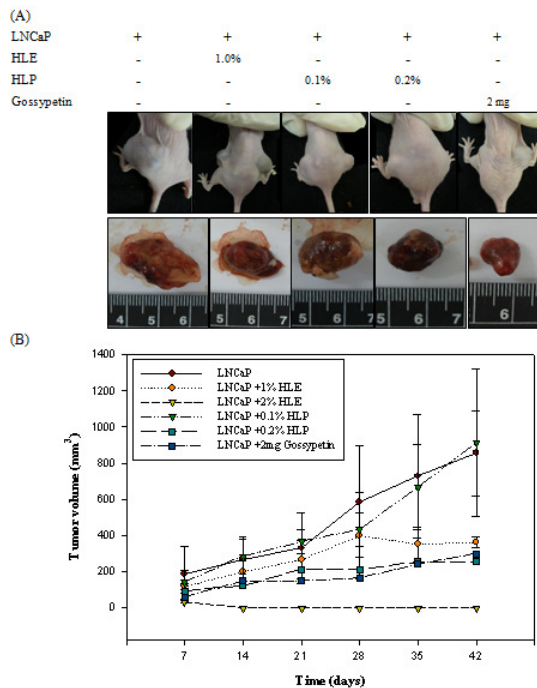 (A)
LNCaP + + + + +
HLE - 1.0% - - -
HLP - - 0.1% 0.2% -
Gossypetin - - - - 2 mg
4 5 6 5 6 7 5 6 7 5 6 7 6
(B)
1400
1200
1000
800
600
400
200
0
Tumor volume (mm³)
LNCaP
LNCaP +1% HLE
LNCaP +2% HLE
LNCaP +0.1% HLP
LNCaP +0.2% HLP
LNCaP +2mg Gossypetin
7 14 21 28 35 42
Time (days)